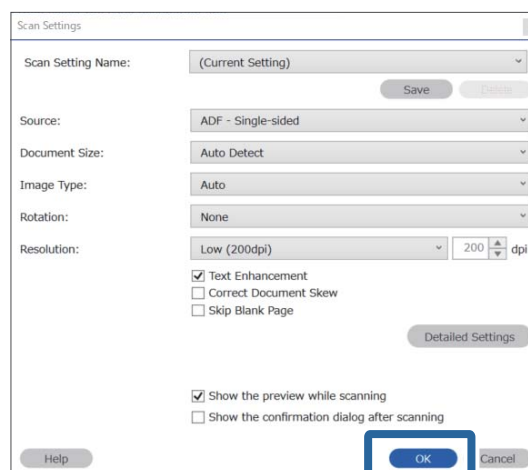 Scan Settings
Scan Setting Name: (Current Setting)
Save Delete
Source: ADF - Single-sided
Document Size: Auto Detect
Image Type: Auto
Rotation: None
Resolution: Low (200dpi) 200 dpi
Text Enhancement
Correct Document Skew
Skip Blank Page
Detailed Settings
Show the preview while scanning
Show the confirmation dialog after scanning
Help OK Cancel